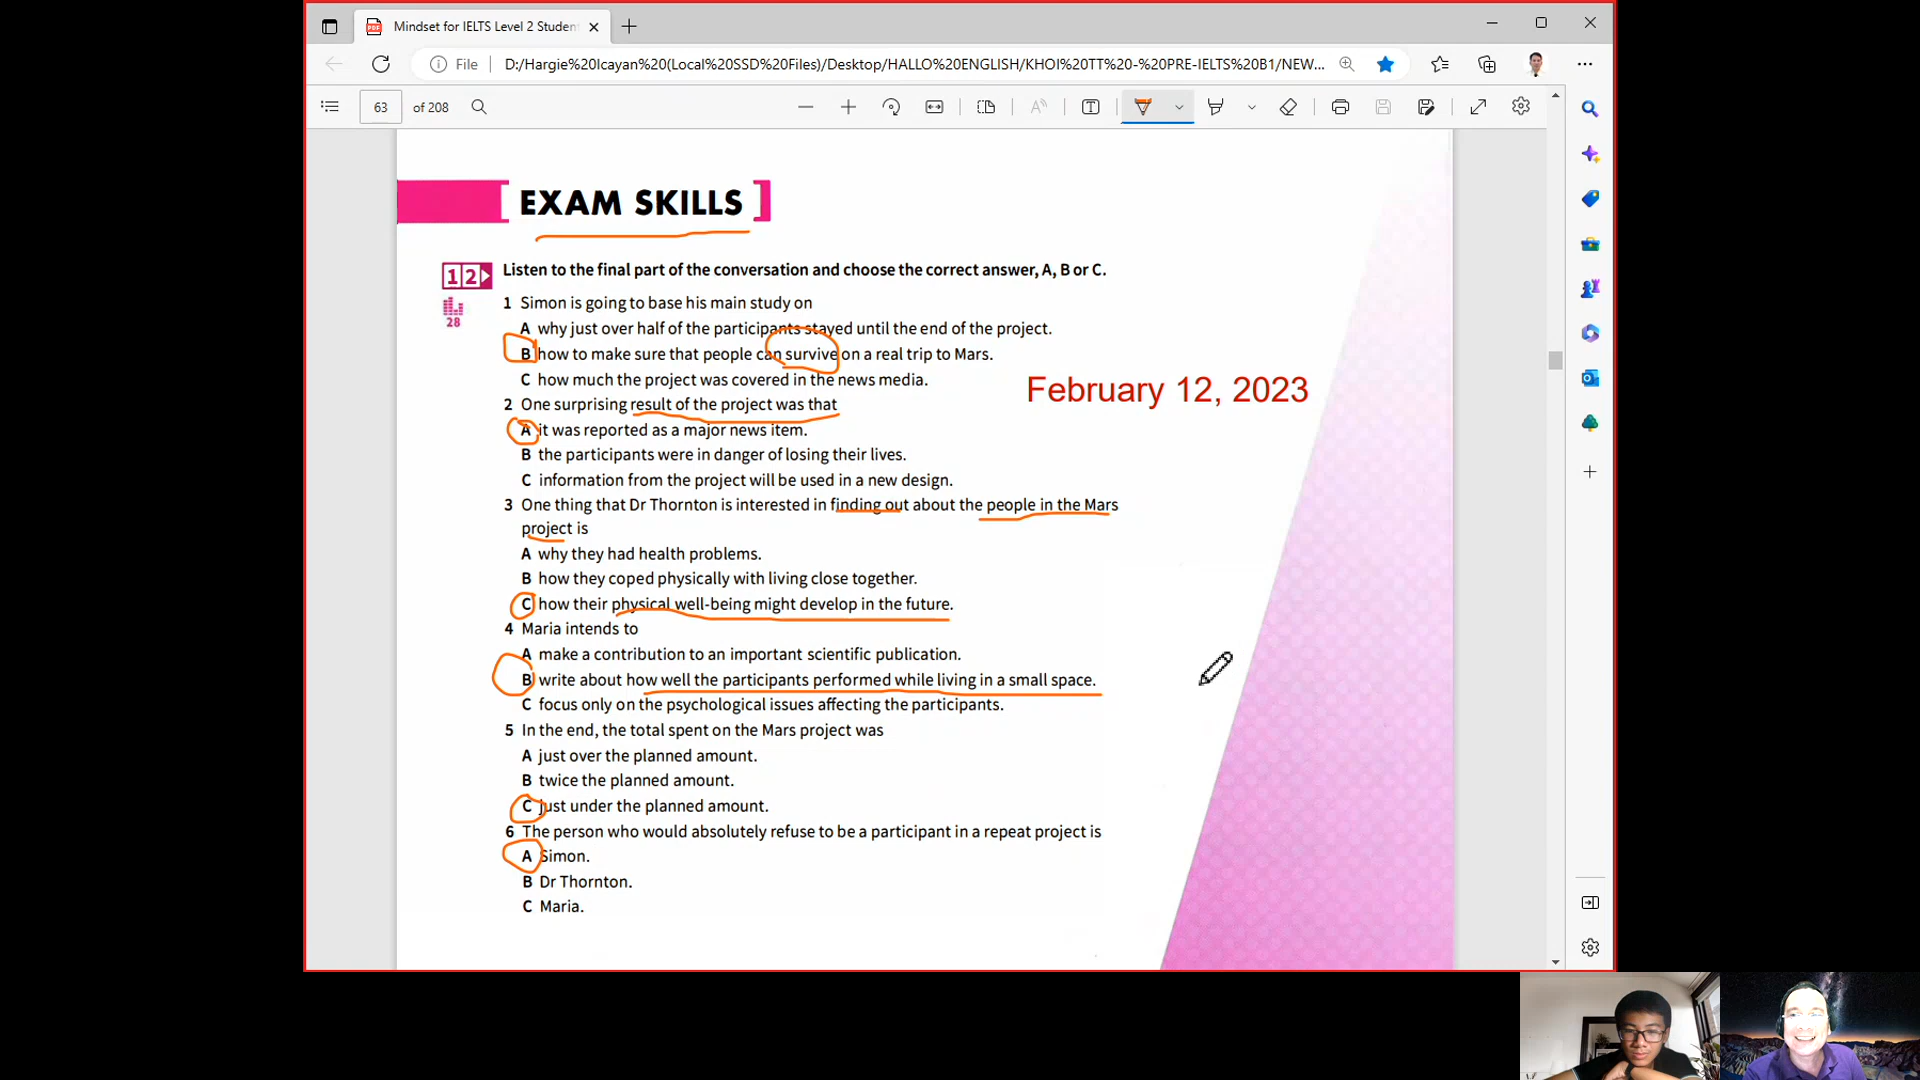 Mindset for IELTS Level 2 Studen
File
D:/Hargie%20Icayan%20(Local%20SSD%20Files)/Desktop/HALLO%20ENGLISH/KHOI%20TT%20-%20PRE-IELTS%20B1/NEW...
63 of 208
EXAM SKILLS
12 Listen to the final part of the conversation and choose the correct answer, A, B or C.
28
1 Simon is going to base his main study on
A why just over half of the participants stayed until the end of the project.
B how to make sure that people can survive on a real trip to Mars.
C how much the project was covered in the news media.
February 12, 2023
2 One surprising result of the project was that
A it was reported as a major news item.
B the participants were in danger of losing their lives.
C information from the project will be used in a new design.
3 One thing that Dr Thornton is interested in finding out about the people in the Mars
project is
A why they had health problems.
B how they coped physically with living close together.
C how their physical well-being might develop in the future.
4 Maria intends to
A make a contribution to an important scientific publication.
B write about how well the participants performed while living in a small space.
C focus only on the psychological issues affecting the participants.
5 In the end, the total spent on the Mars project was
A just over the planned amount.
B twice the planned amount.
C just under the planned amount.
6 The person who would absolutely refuse to be a participant in a repeat project is
A Simon.
B Dr Thornton.
C Maria.